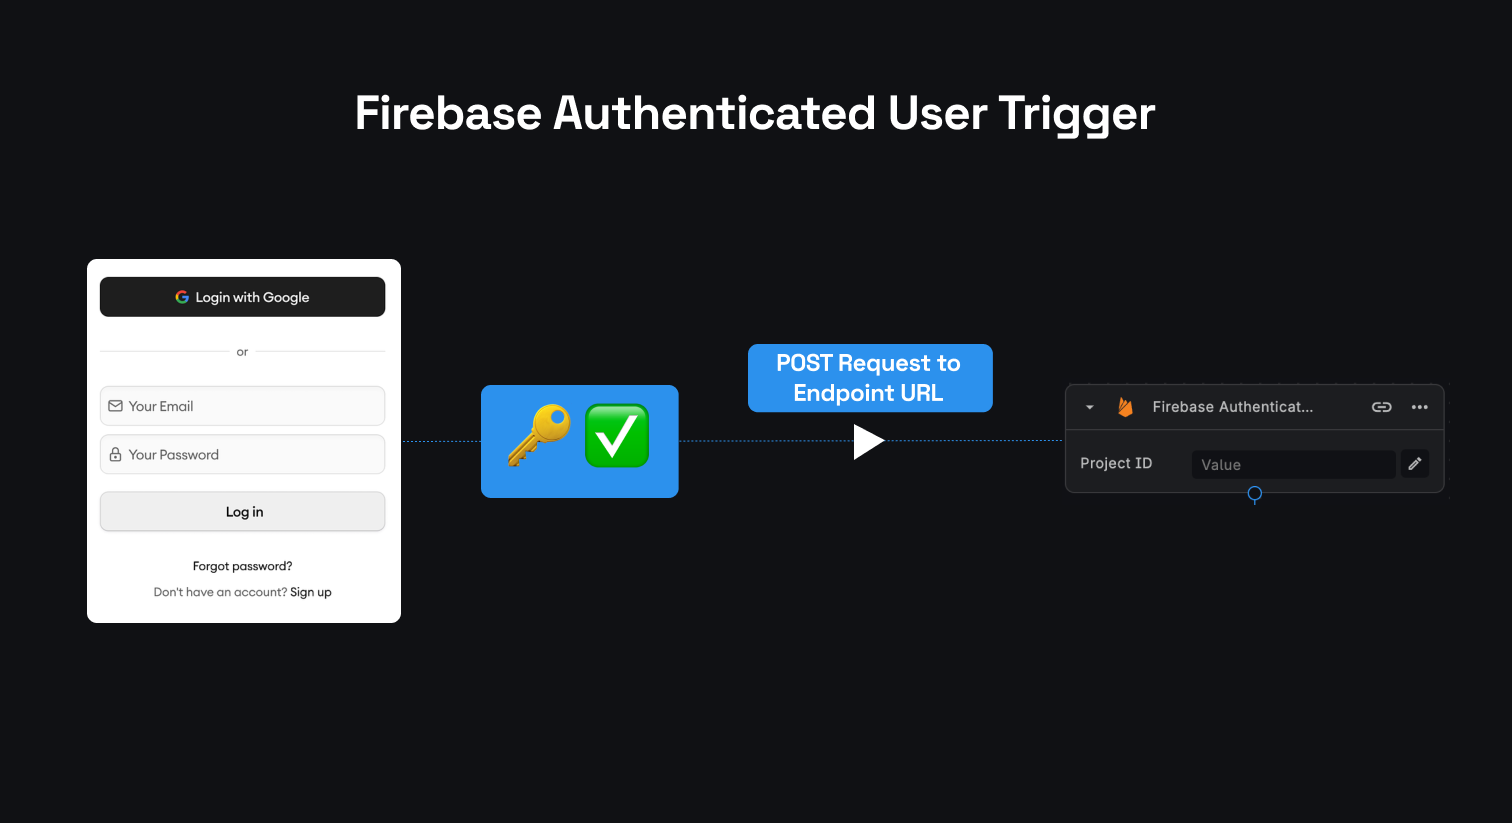 Firebase Authenticated User Trigger
Login with Google
or
Your Email
Your Password
Log in
Forgot password?
Don't have an account? Sign up
POST Request to
Endpoint URL
Firebase Authenticat...
Project ID
Value